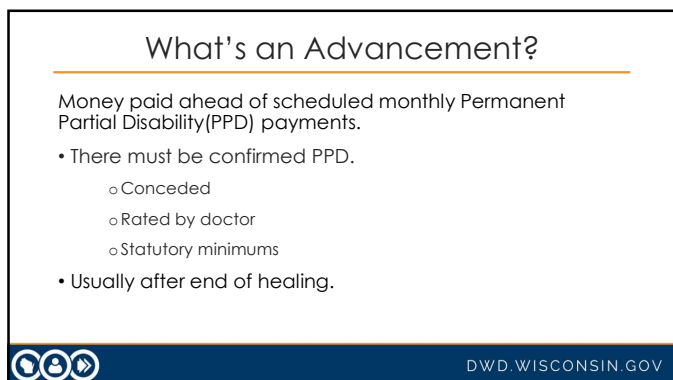 What's an Advancement?
Money paid ahead of scheduled monthly Permanent
Partial Disability(PPD) payments.
• There must be confirmed PPD.
o Conceded
o Rated by doctor
o Statutory minimums
• Usually after end of healing.
DWD.WISCONSIN.GOV